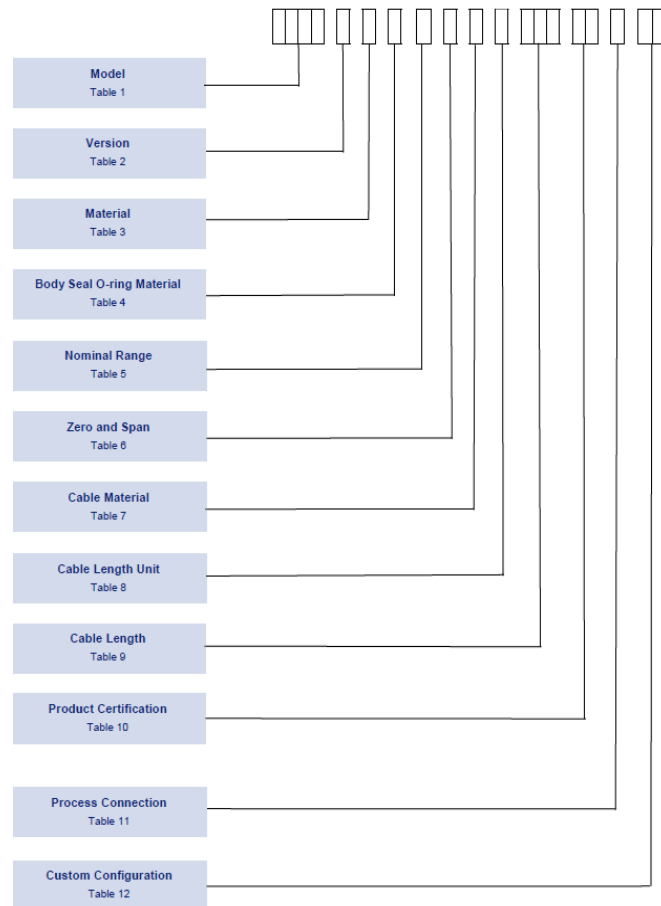 Model
Table 1
Version
Table 2
Material
Table 3
Body Seal O-ring Material
Table 4
Nominal Range
Table 5
Zero and Span
Table 6
Cable Material
Table 7
Cable Length Unit
Table 8
Cable Length
Table 9
Product Certification
Table 10
Process Connection
Table 11
Custom Configuration
Table 12